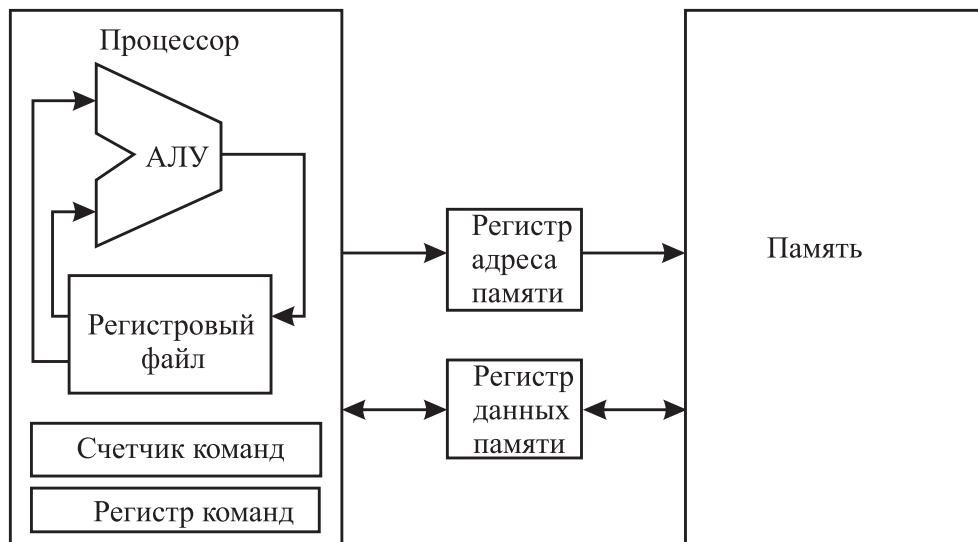 Процессор
АЛУ
Регистровый
файл
Счетчик команд
Регистр команд
Регистр
адреса
памяти
Регистр
данных
памяти
Память